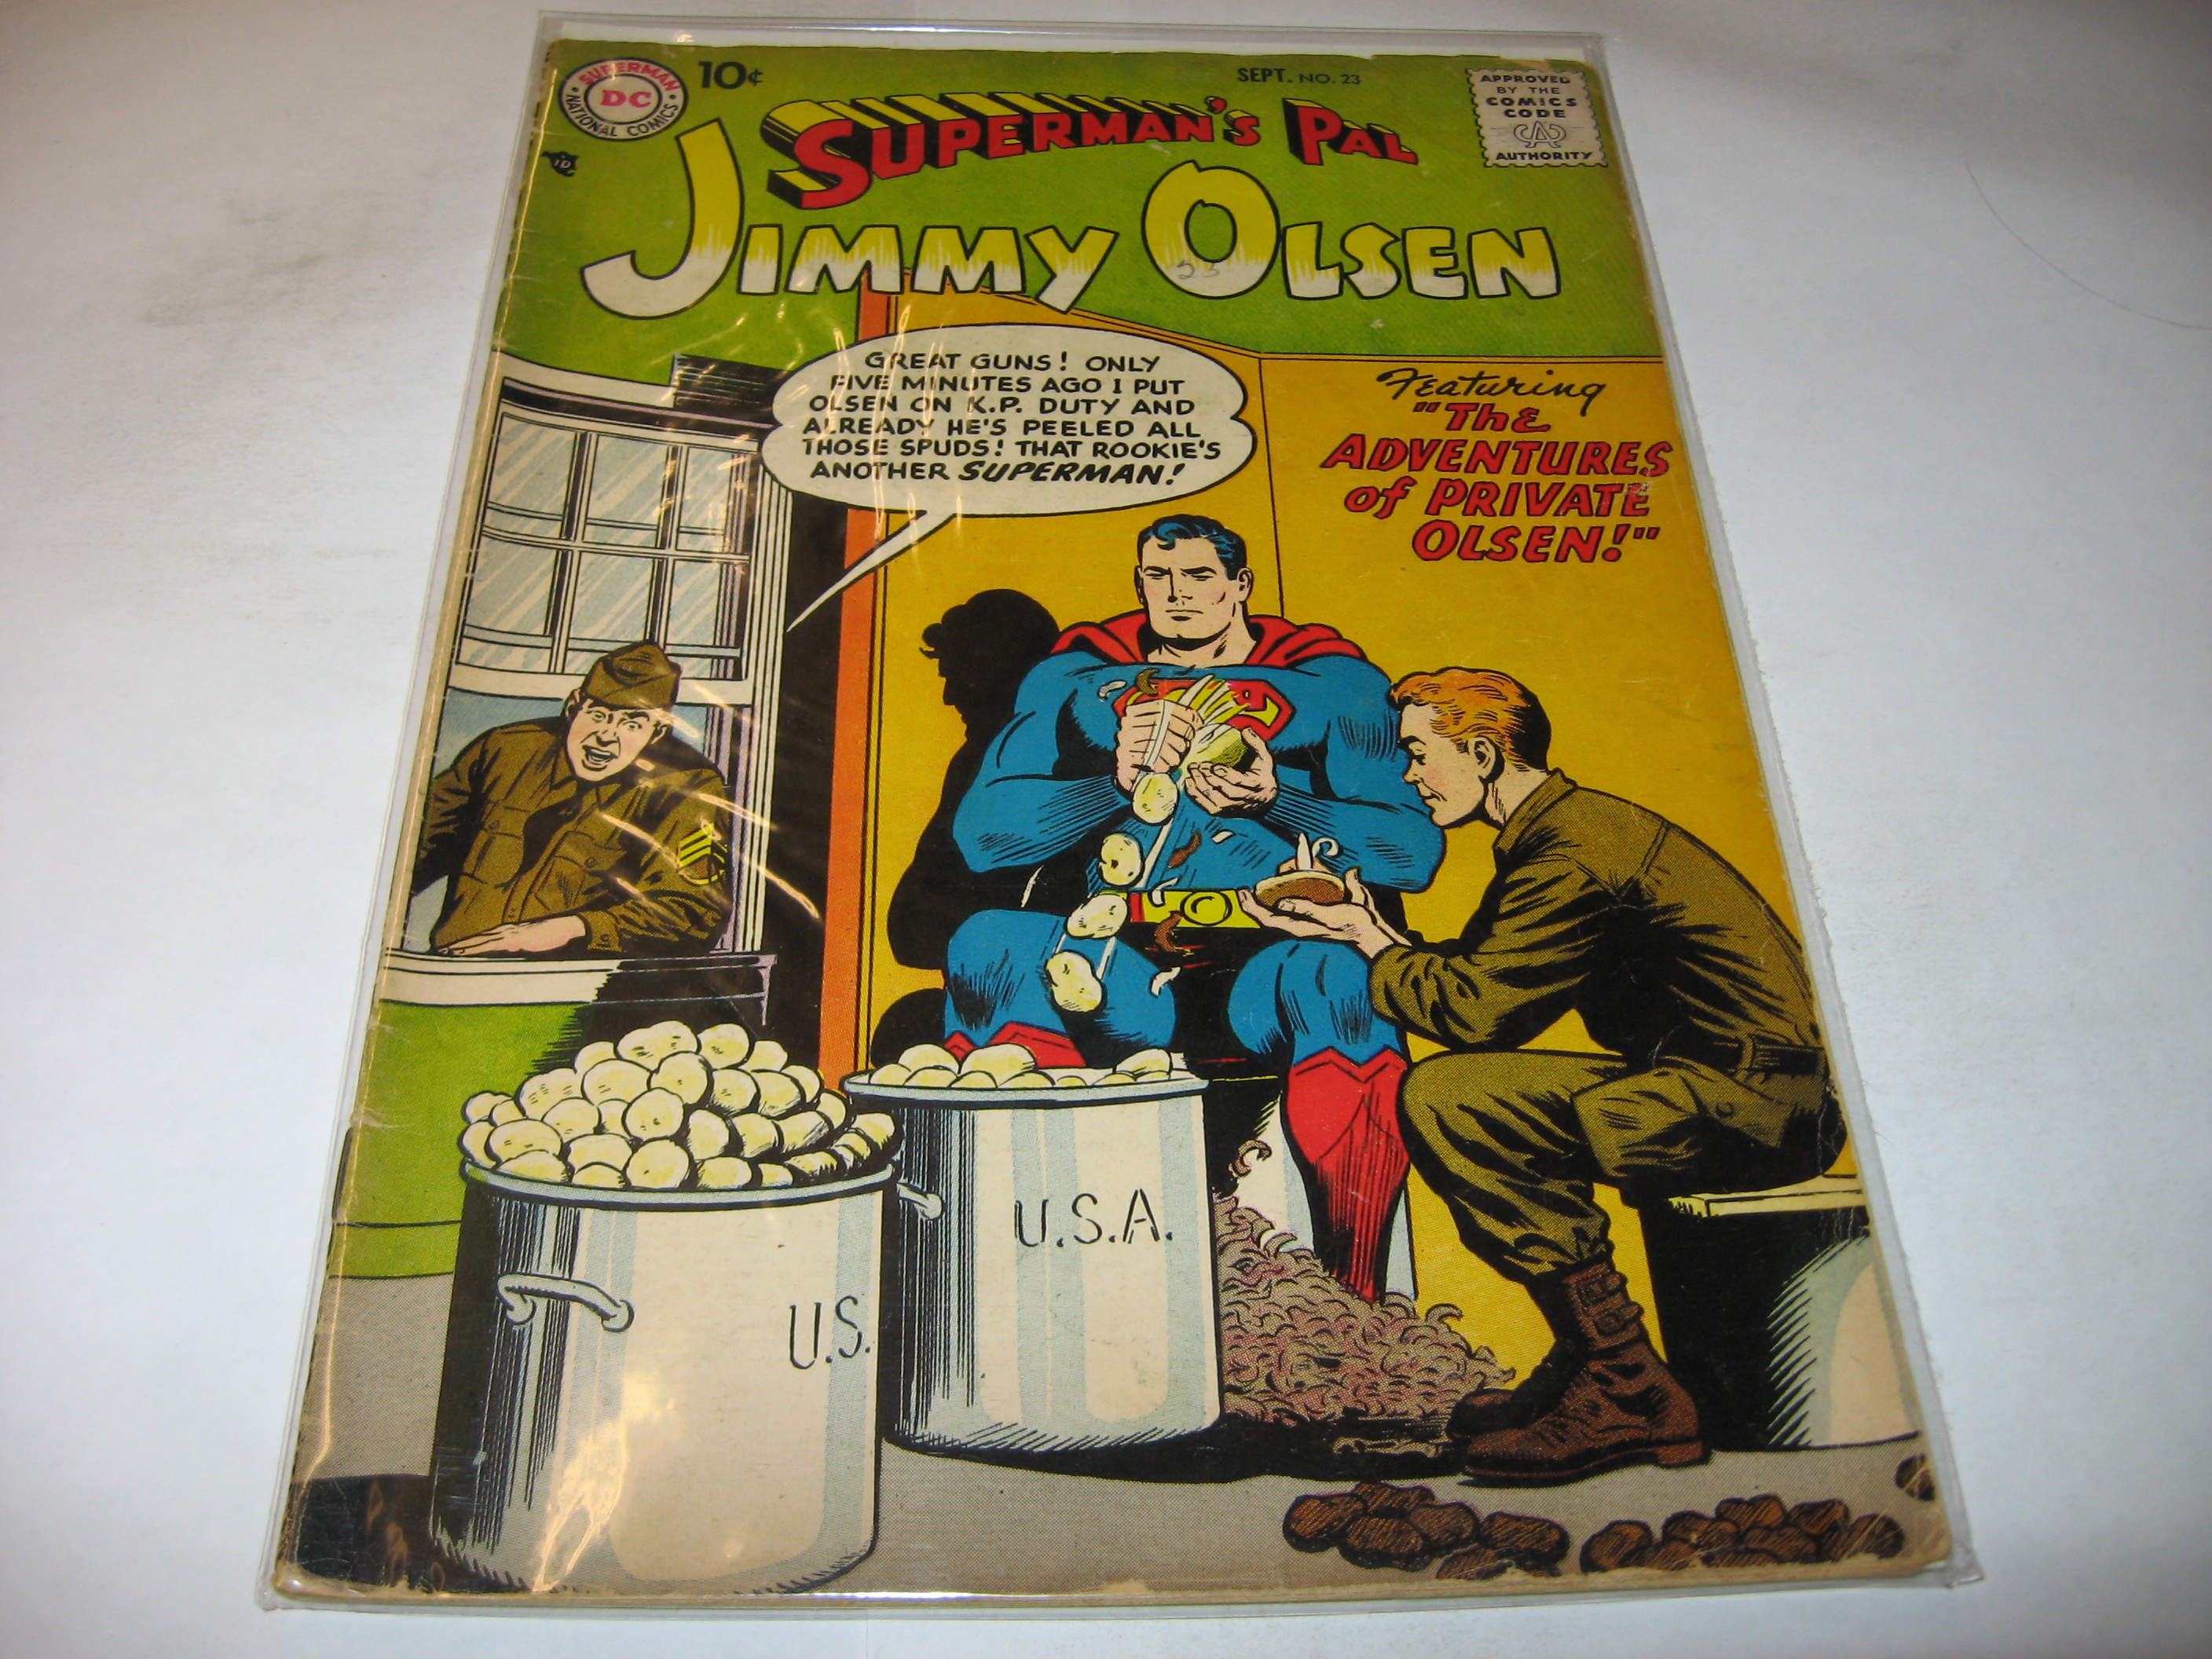 SUPERMAN
DC
NATIONAL COMICS
10¢
SEPT. NO. 23
APPROVED
BY THE
COMICS
CODE
CA
AUTHORITY
ID
SUPERMAN'S PAL
JIMMY OLSEN
23
GREAT GUNS! ONLY
FIVE MINUTES AGO I PUT
OLSEN ON K.P. DUTY AND
ALREADY HE'S PEELED ALL
THOSE SPUDS! THAT ROOKIE'S
ANOTHER SUPERMAN!
Featuring
"The
ADVENTURES
of PRIVATE
OLSEN!"
U.S.A.
U.S.